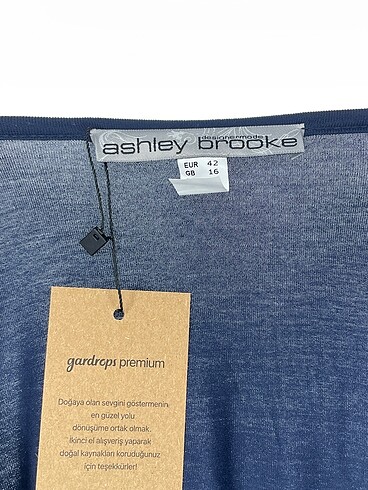 designermode
ashley brooke
EUR 42
GB 16
gardrops premium
Doğaya olan sevgini göstermenin
en güzel yolu
dönüşüme ortak olmak.
İkinci el alışveriş yaparak
doğal kaynakları koruduğunuz
için teşekkürler!